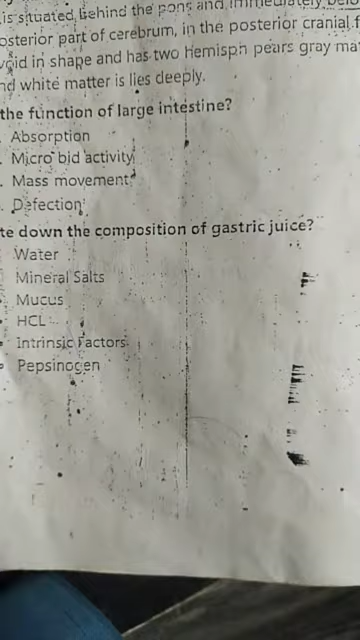 is situated, behind the pons and immediately below
osterior part of cerebrum, in the posterior cranial f
void in shape and has two hemisph pears gray ma
nd white matter is lies deeply.
the function of large intestine?
Absorption
Micro bid activity
Mass movement
Defection
te down the composition of gastric juice?
Water
Mineral Salts
Mucus
HCL
Intrinsic Factors
Pepsinogen